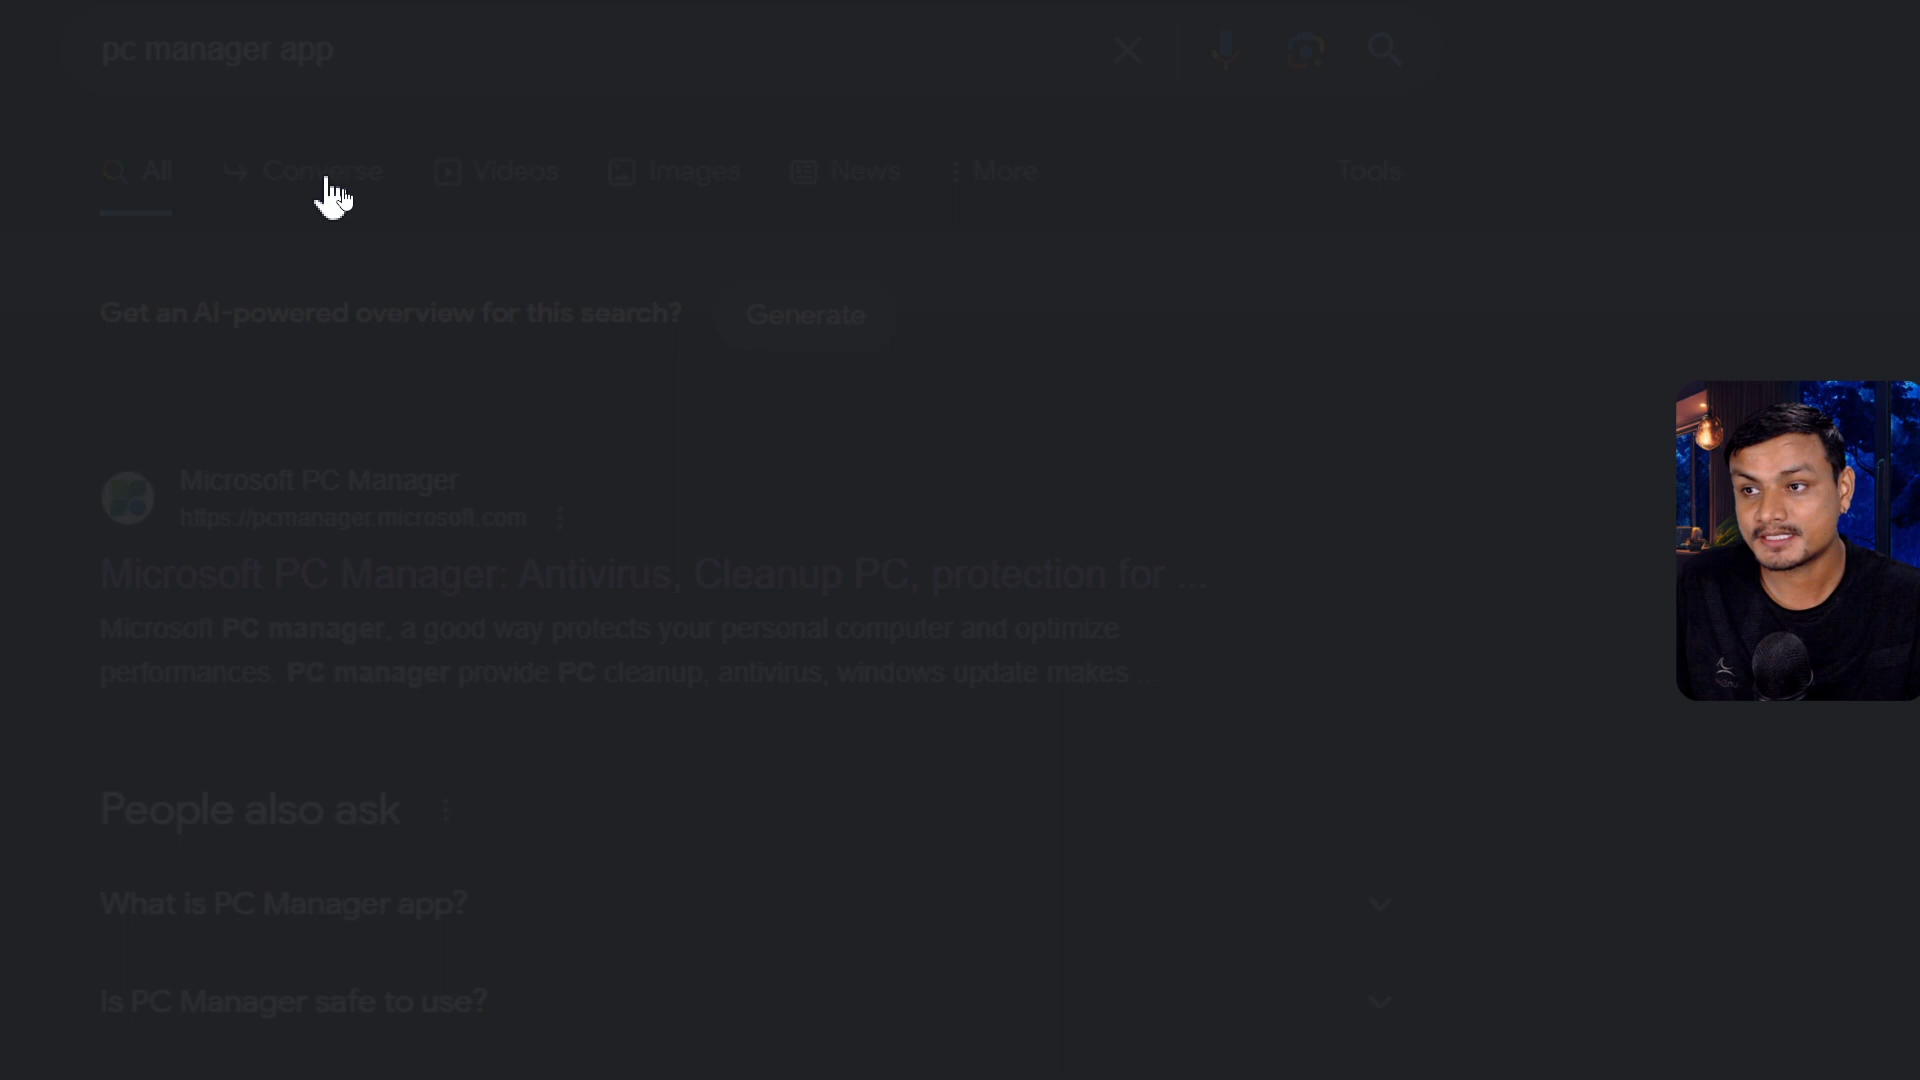 pc manager app
All Converse Videos Images News More Tools
Get an AI-powered overview for this search? Generate
Microsoft PC Manager
https://pcmanager.microsoft.com
Microsoft PC Manager: Antivirus, Cleanup PC, protection for ...
Microsoft PC manager, a good way protects your personal computer and optimize
performances. PC manager provide PC cleanup, antivirus, windows update makes ...
People also ask
What is PC Manager app?
Is PC Manager safe to use?